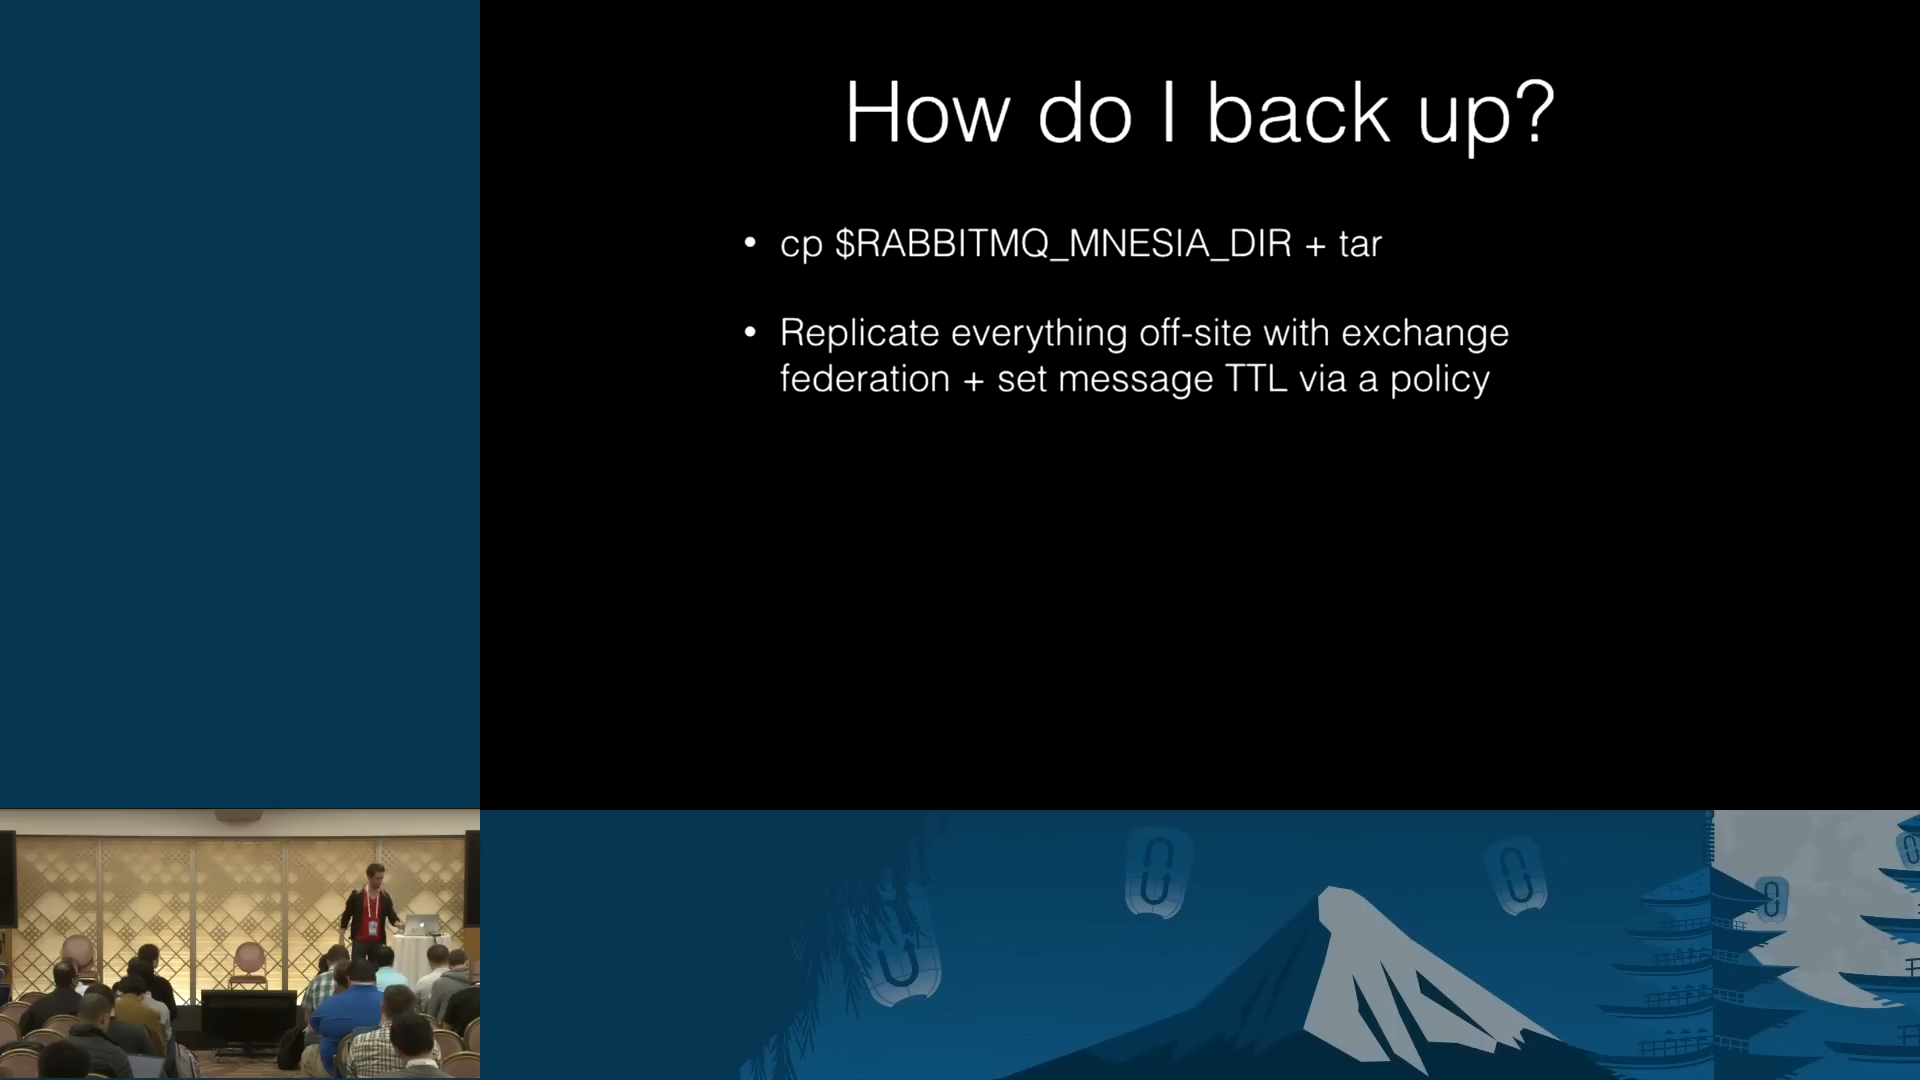 How do I back up?
• cp $RABBITMQ_MNESIA_DIR + tar
• Replicate everything off-site with exchange
federation + set message TTL via a policy